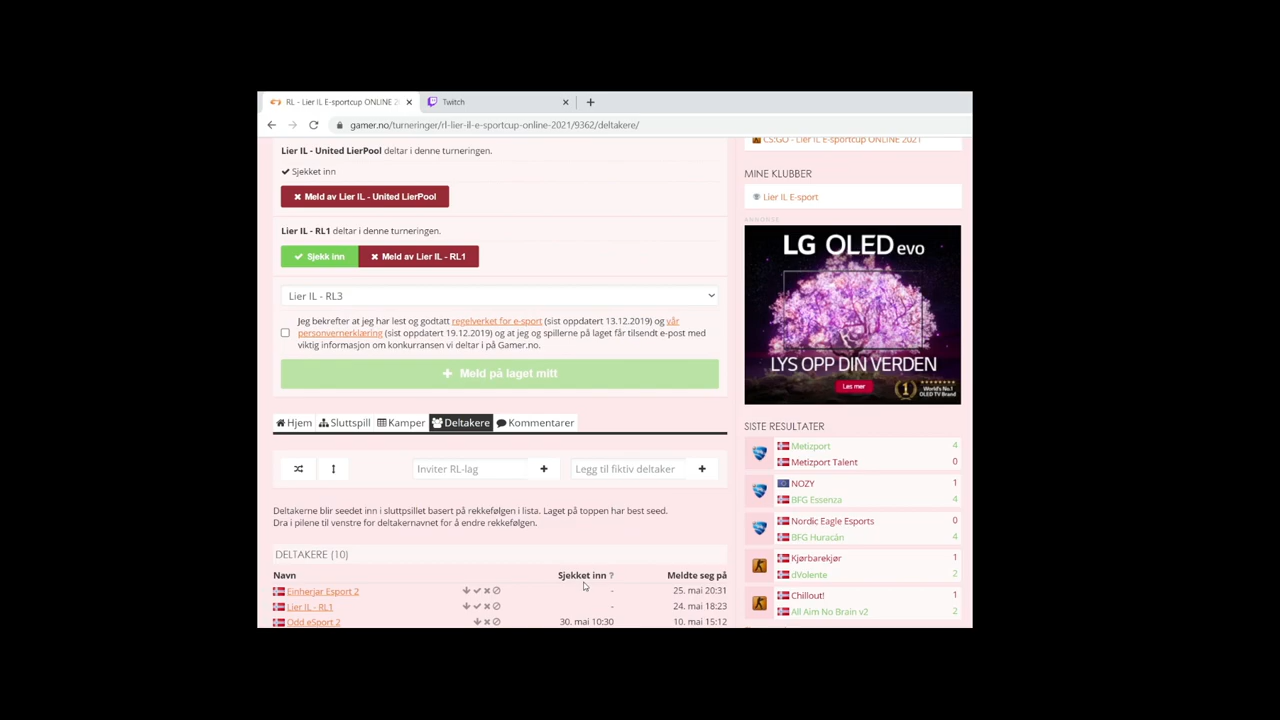 RL - Lier IL E-sportcup ONLINE 2
Twitch
gamer.no/turneringer/rl-lier-il-e-sportcup-online-2021/9362/deltakere/
Lier IL - United LierPool deltar i denne turneringen.
Sjekket inn
Meld av Lier IL - United LierPool
Lier IL - RL1 deltar i denne turneringen.
Sjekk inn
Meld av Lier IL - RL1
Lier IL - RL3
Jeg bekrefter at jeg har lest og godtatt regelverket for e-sport (sist oppdatert 13.12.2019) og vår
personvernerklæring (sist oppdatert 19.12.2019) og at jeg og spillerne på laget får tilsendt e-post med
viktig informasjon om konkurransen vi deltar i på Gamer.no.
Meld på laget mitt
Hjem Sluttspill Kamper Deltakere Kommentarer
Inviter RL-lag
Legg til fiktiv deltaker
Deltakerne blir seedet inn i sluttspillet basert på rekkefølgen i lista. Laget på toppen har best seed.
Dra i pilene til venstre for deltakernavnet for å endre rekkefølgen.
DELTAKERE (10)
Navn Sjekket inn ? Meldte seg på
Einherjar Esport 2 - 25. mai 20:31
Lier IL - RL1 - 24. mai 18:23
Odd eSport 2 30. mai 10:30 10. mai 15:12
CS:GO - Lier IL E-sportcup ONLINE 2021
MINE KLUBBER
Lier IL E-sport
ANNONSE
LG OLED evo
LYS OPP DIN VERDEN
Les mer
World's No.1
OLED TV Brand
SISTE RESULTATER
Metizport 4
Metizport Talent 0
NOZY 1
BFG Essenza 4
Nordic Eagle Esports 0
BFG Huracán 4
Kjørbarekjør 1
dVolente 2
Chillout! 1
All Aim No Brain v2 2